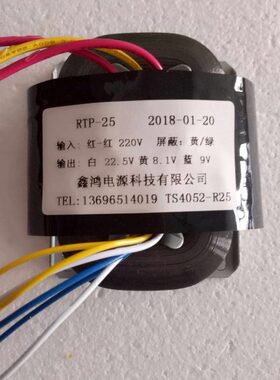 RTP-25 2018-01-20
输入: 红-红 220V 屏蔽: 黄/绿
输出: 白 22.5V 黄 8.1V 蓝 9V
鑫鸿电源科技有限公司
TEL:13696514019 TS4052-R25